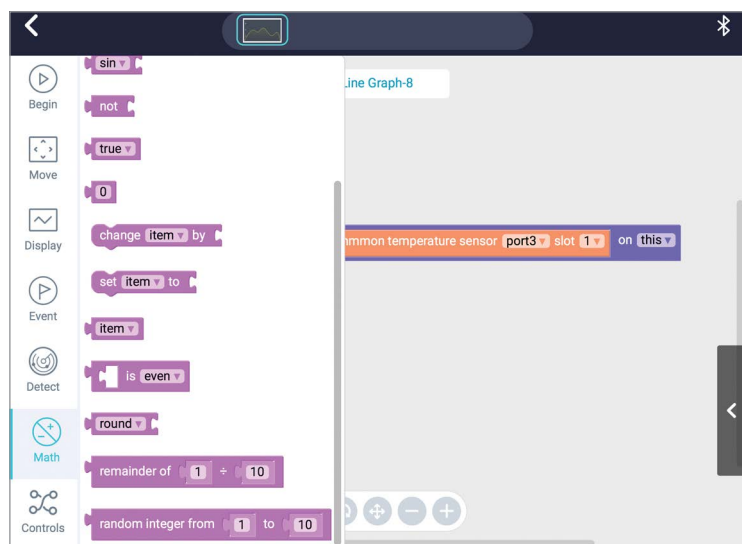 Line Graph-8
Begin
Move
Display
Event
Detect
Math
Controls
sin
not
true
0
change item by
set item to
item
is even
round
remainder of 1 ÷ 10
random integer from 1 to 10
mmon temperature sensor port3 slot 1 on this